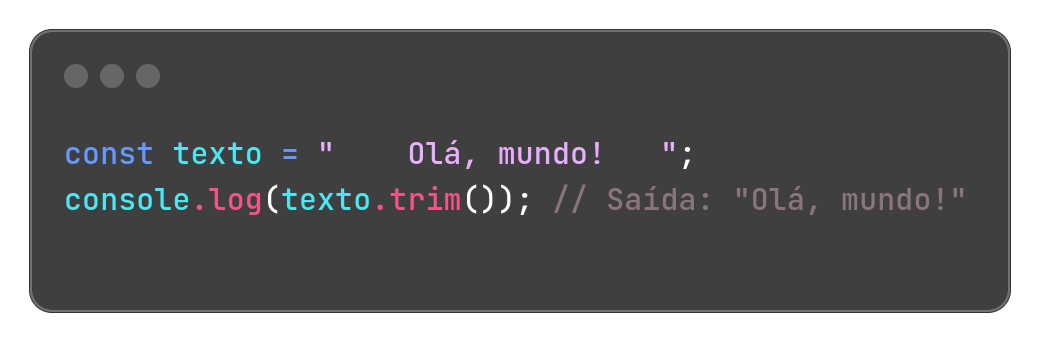 const texto = "    Olá, mundo!   ";
console.log(texto.trim()); // Saída: "Olá, mundo!"